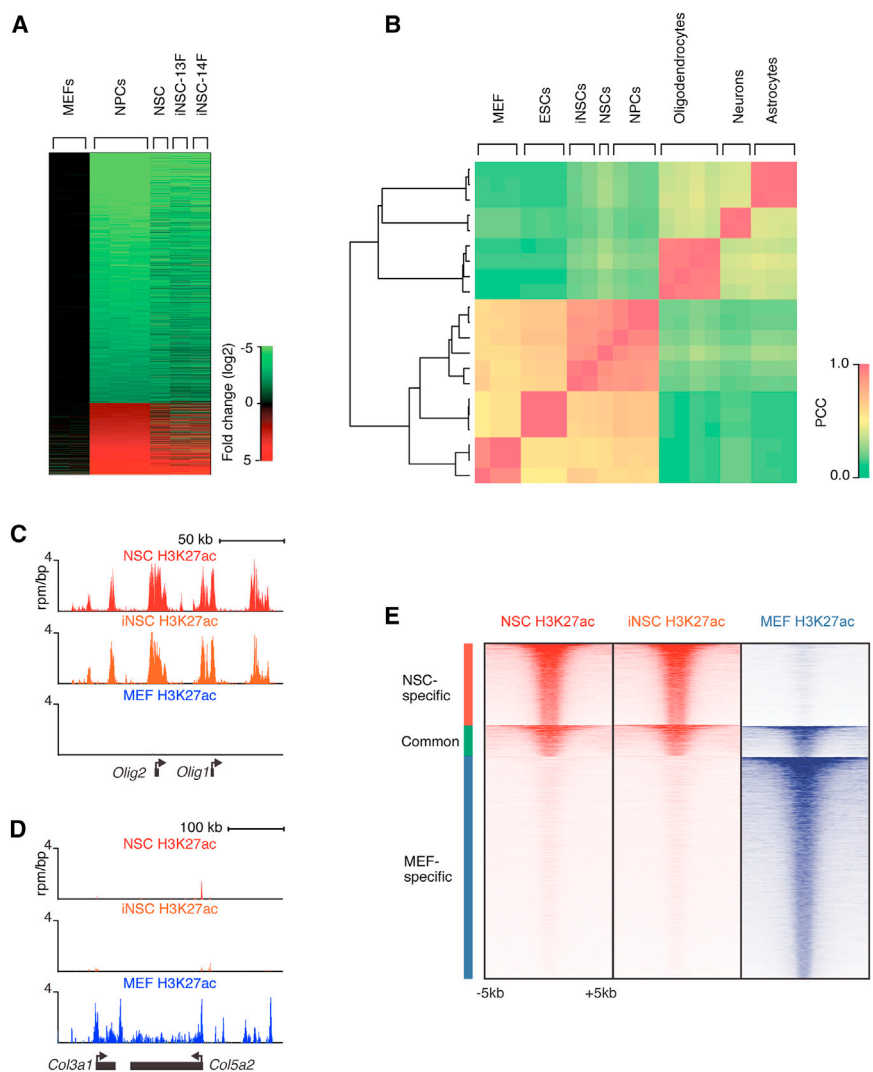 A
MEFs
NPCs
NSC
iNSC-13F
iNSC-14F
Fold change (log2)
-5
0
5
B
MEF
ESCs
iNSCs
NSCs
NPCs
Oligodendrocytes
Neurons
Astrocytes
1.0
PCC
0.0
C
50 kb
4
NSC H3K27ac
rpm/bp
4
iNSC H3K27ac
4
MEF H3K27ac
Olig2
Olig1
D
100 kb
4
NSC H3K27ac
rpm/bp
4
iNSC H3K27ac
4
MEF H3K27ac
Col3a1
Col5a2
E
NSC H3K27ac
iNSC H3K27ac
MEF H3K27ac
NSC-
specific
Common
MEF-
specific
-5kb
+5kb